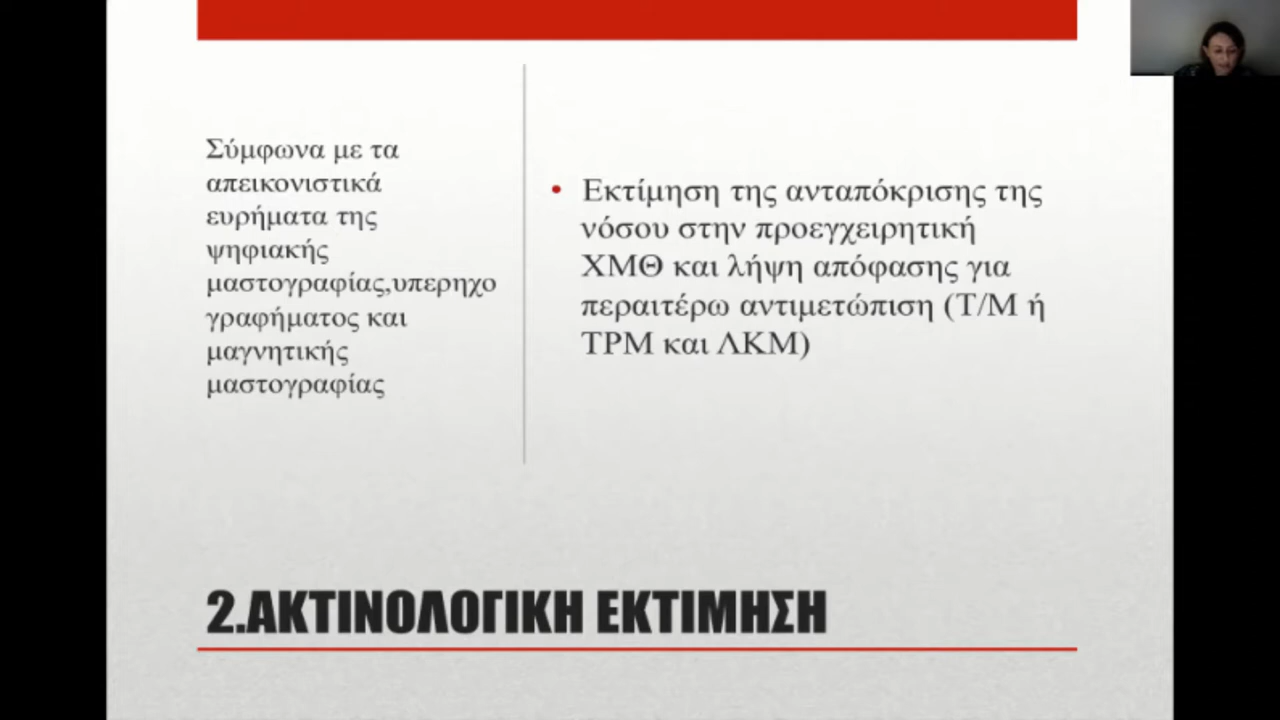 Σύμφωνα με τα
απεικονιστικά
ευρήματα της
ψηφιακής
μαστογραφίας,υπερηχο
γραφήματος και
μαγνητικής
μαστογραφίας
• Εκτίμηση της ανταπόκρισης της
νόσου στην προεγχειρητική
ΧΜΘ και λήψη απόφασης για
περαιτέρω αντιμετώπιση (Τ/Μ ή
ΤΡΜ και ΛΚΜ)
2.ΑΚΤΙΝΟΛΟΓΙΚΗ ΕΚΤΙΜΗΣΗ